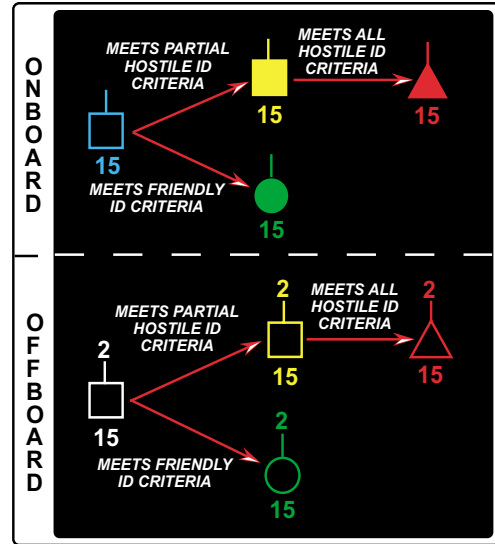 ONBOARD
MEETS PARTIAL
HOSTILE ID
CRITERIA
MEETS ALL
HOSTILE ID
CRITERIA
15
15
15
MEETS FRIENDLY
ID CRITERIA
15
OFFBOARD
2
2
MEETS PARTIAL
HOSTILE ID
CRITERIA
MEETS ALL
HOSTILE ID
CRITERIA
2
15
15
15
2
MEETS FRIENDLY
ID CRITERIA
15